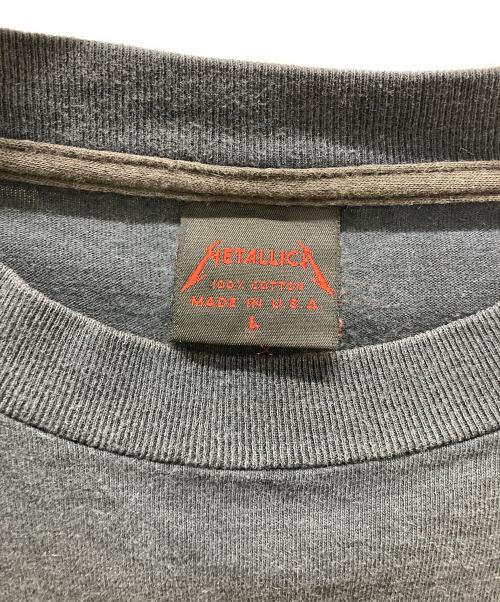 METALLICA
100% COTTON
MADE IN U.S.A
L